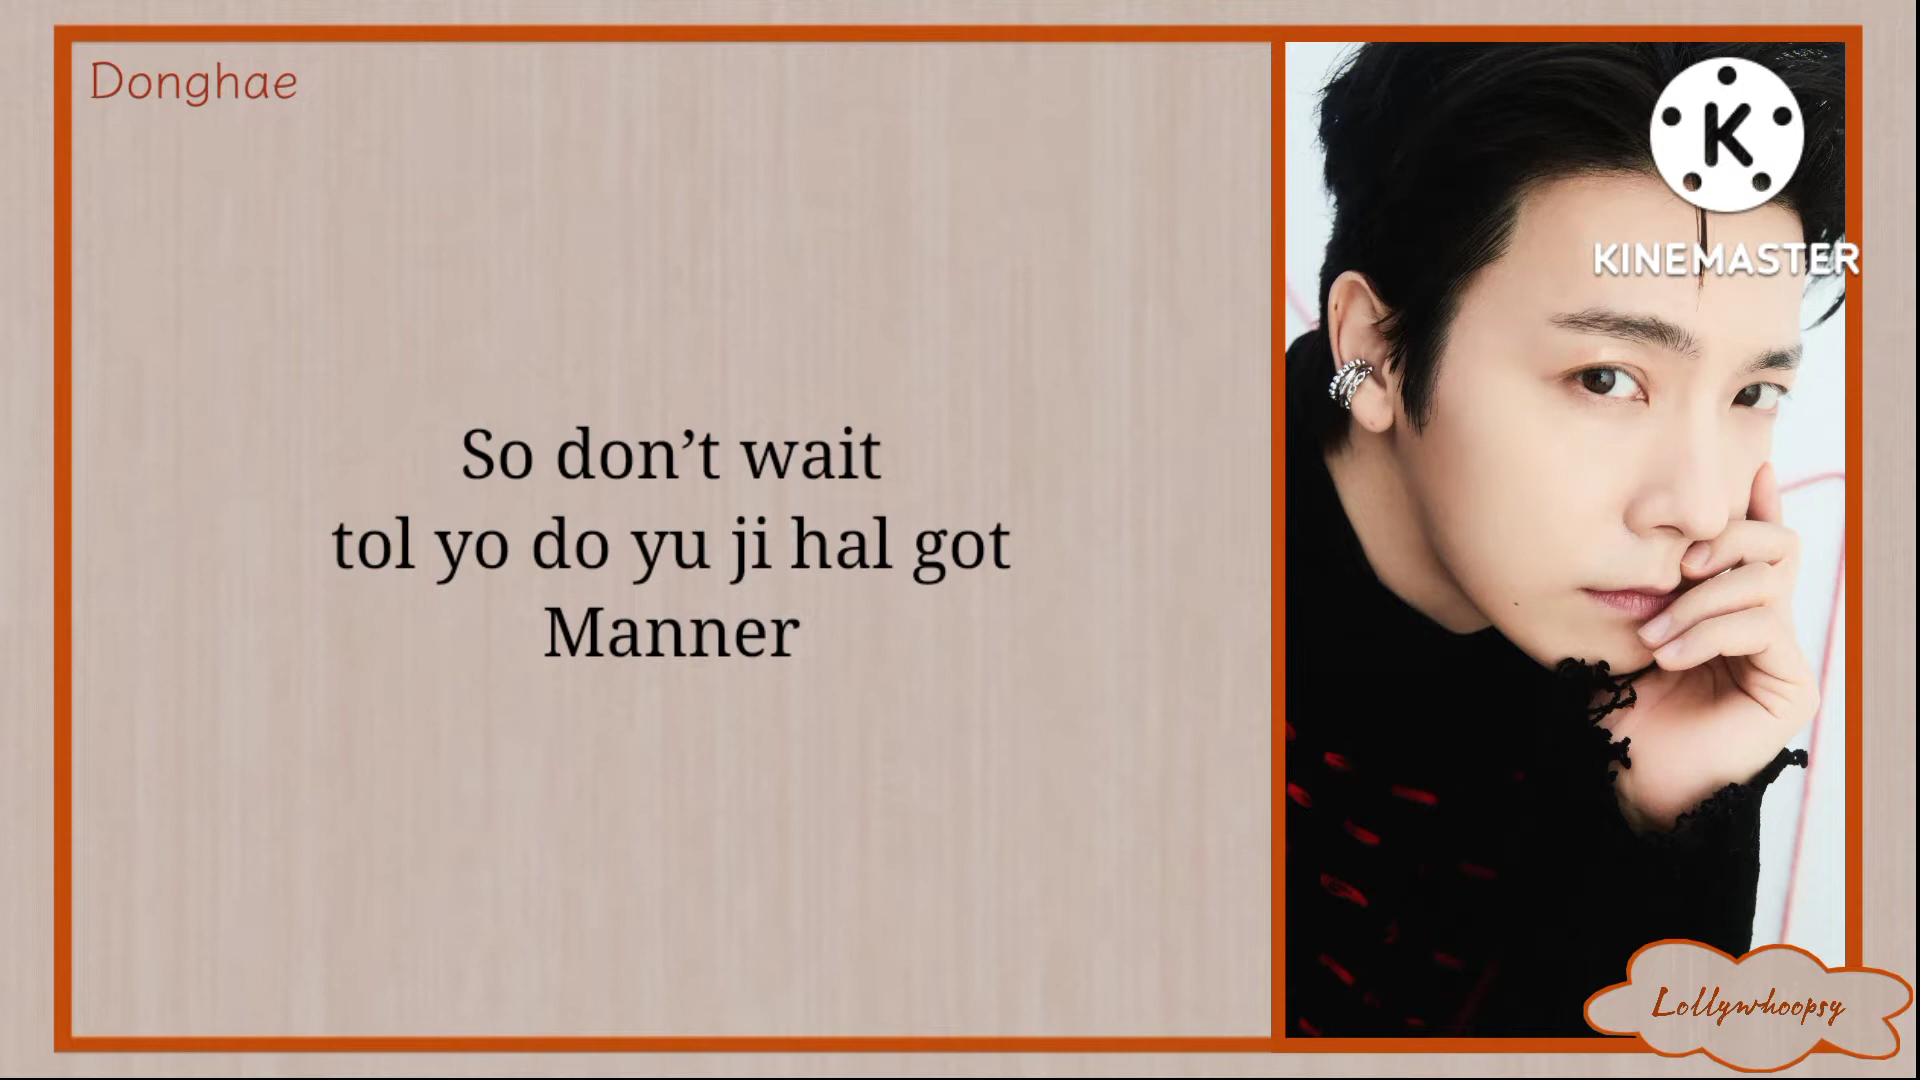 Donghae
K
KINEMASTER
So don’t wait
tol yo do yu ji hal got
Manner
Lollywhoopsy